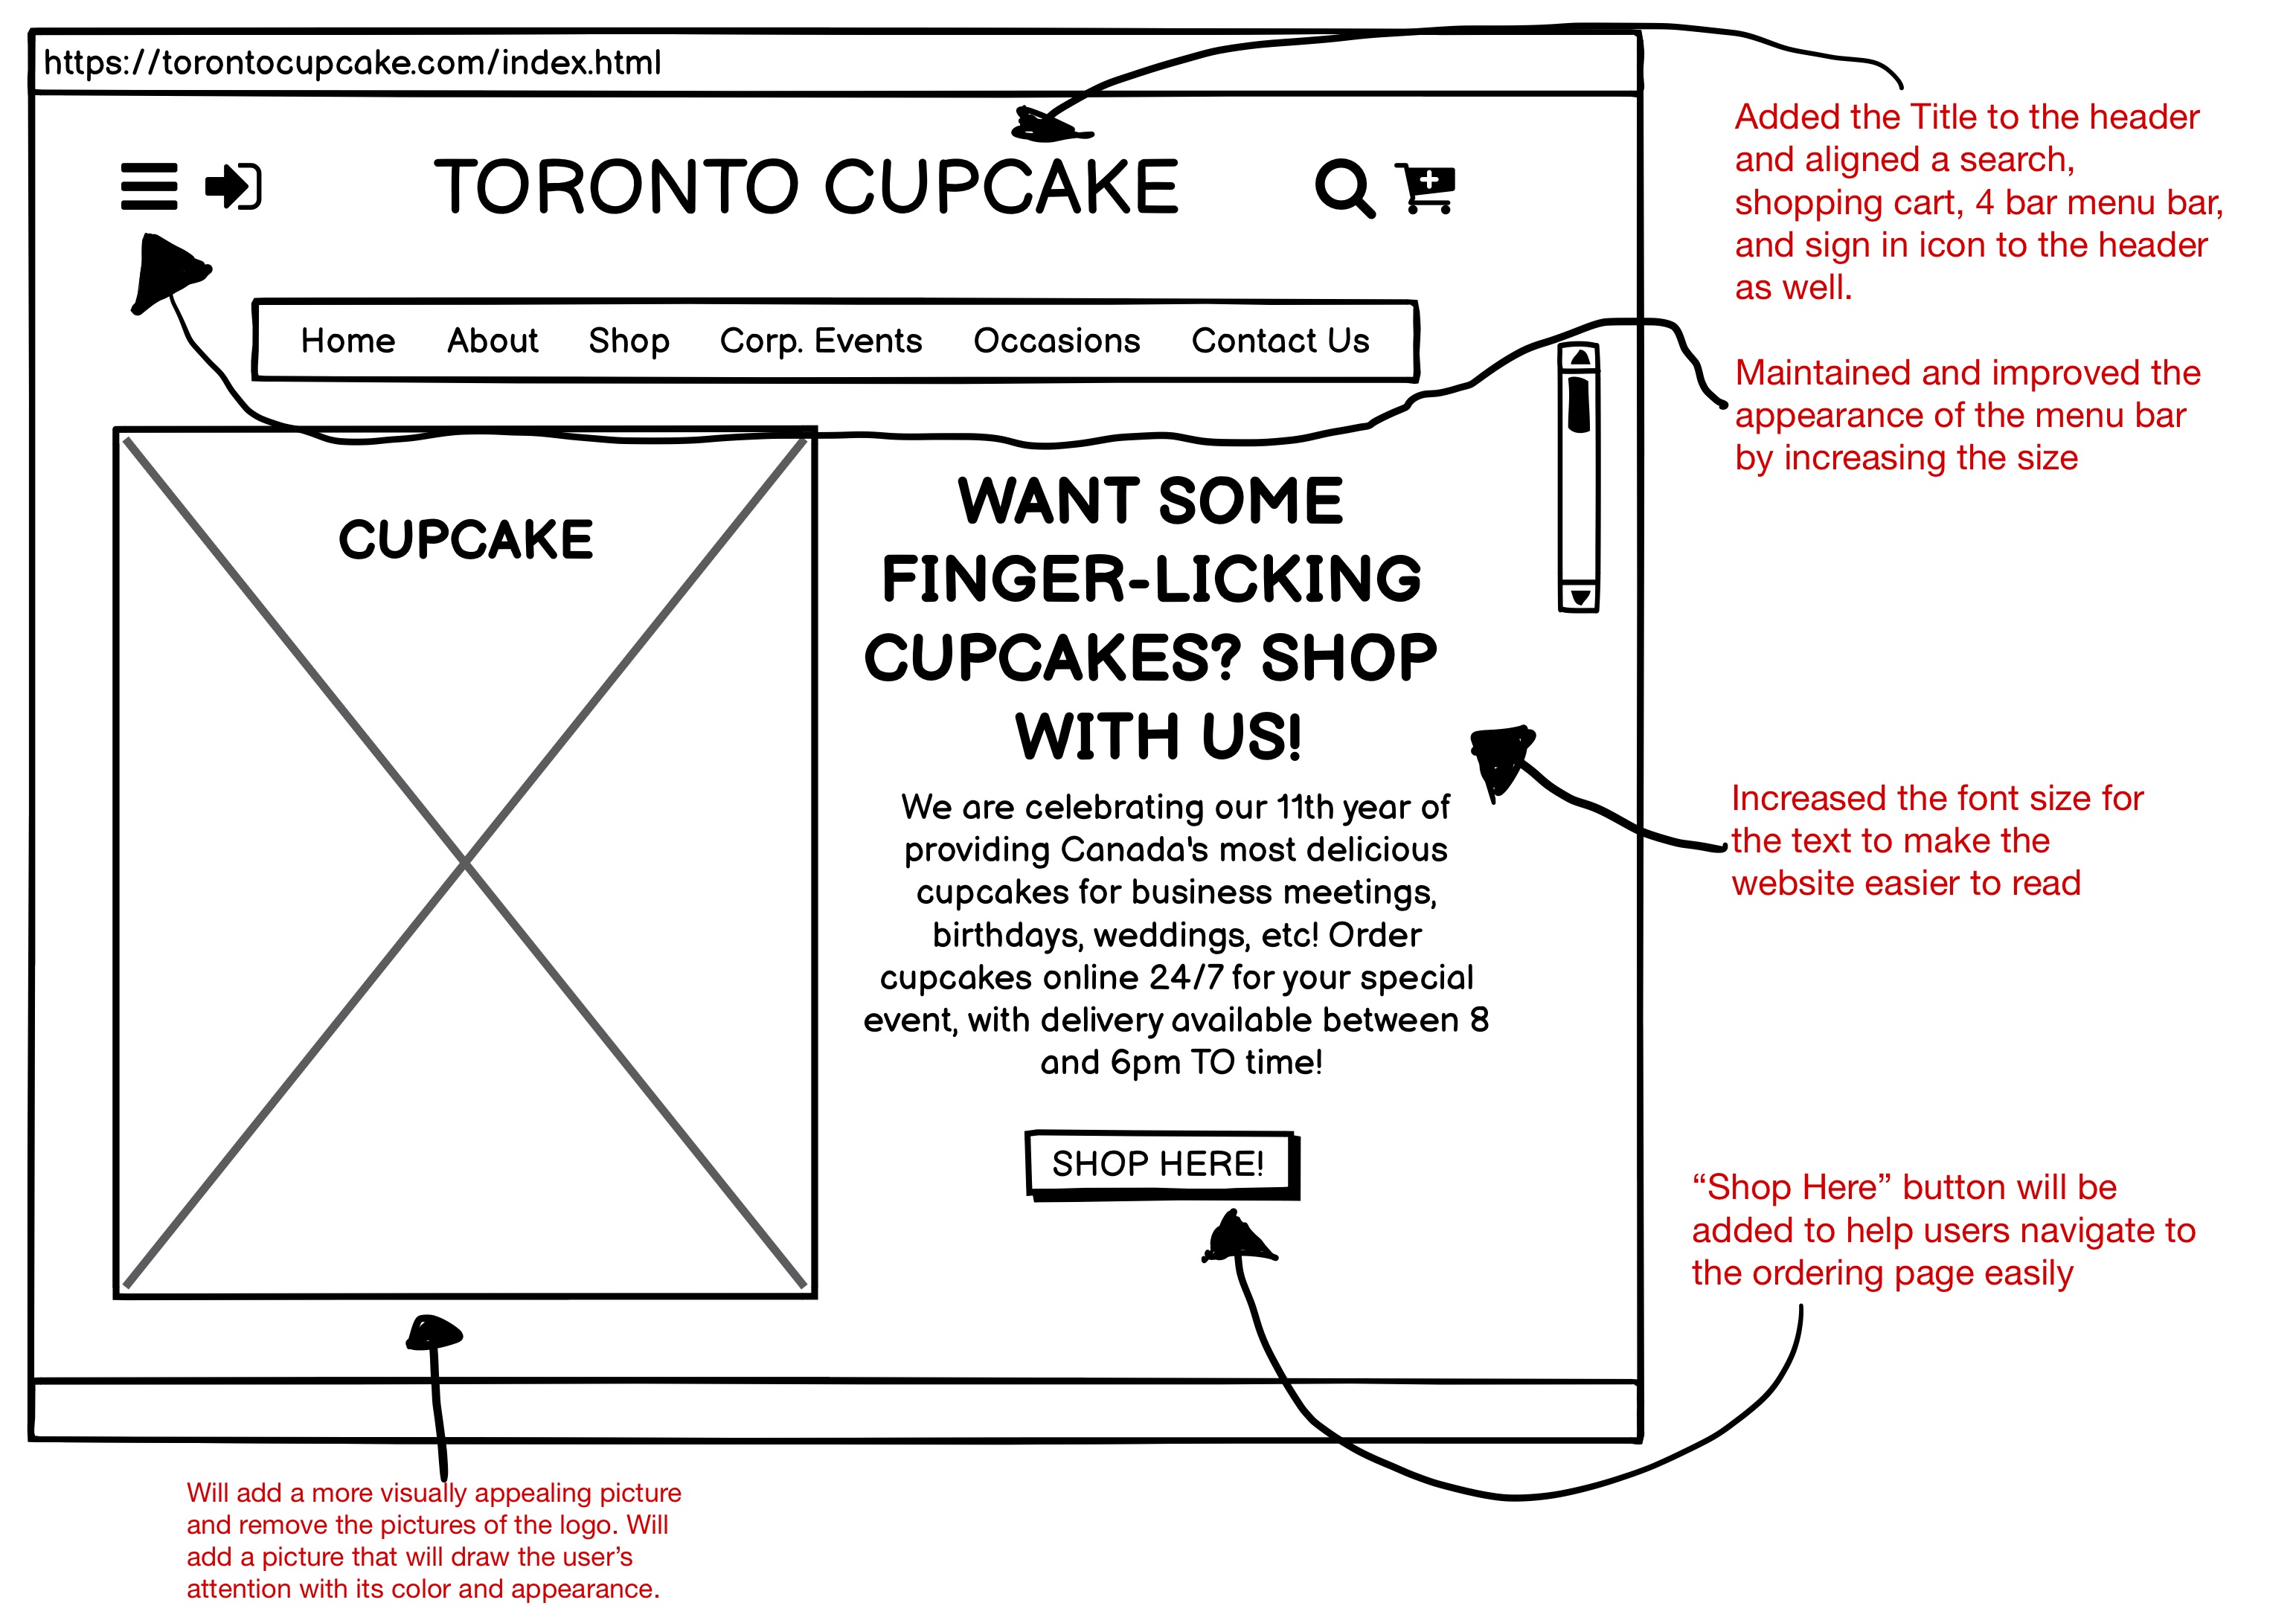 https://torontocupcake.com/index.html
TORONTO CUPCAKE
Home About Shop Corp. Events Occasions Contact Us
CUPCAKE
WANT SOME
FINGER-LICKING
CUPCAKES? SHOP
WITH US!
We are celebrating our 11th year of
providing Canada's most delicious
cupcakes for business meetings,
birthdays, weddings, etc! Order
cupcakes online 24/7 for your special
event, with delivery available between 8
and 6pm TO time!
SHOP HERE!
Added the Title to the header
and aligned a search,
shopping cart, 4 bar menu bar,
and sign in icon to the header
as well.
Maintained and improved the
appearance of the menu bar
by increasing the size
Increased the font size for
the text to make the
website easier to read
“Shop Here” button will be
added to help users navigate to
the ordering page easily
Will add a more visually appealing picture
and remove the pictures of the logo. Will
add a picture that will draw the user’s
attention with its color and appearance.